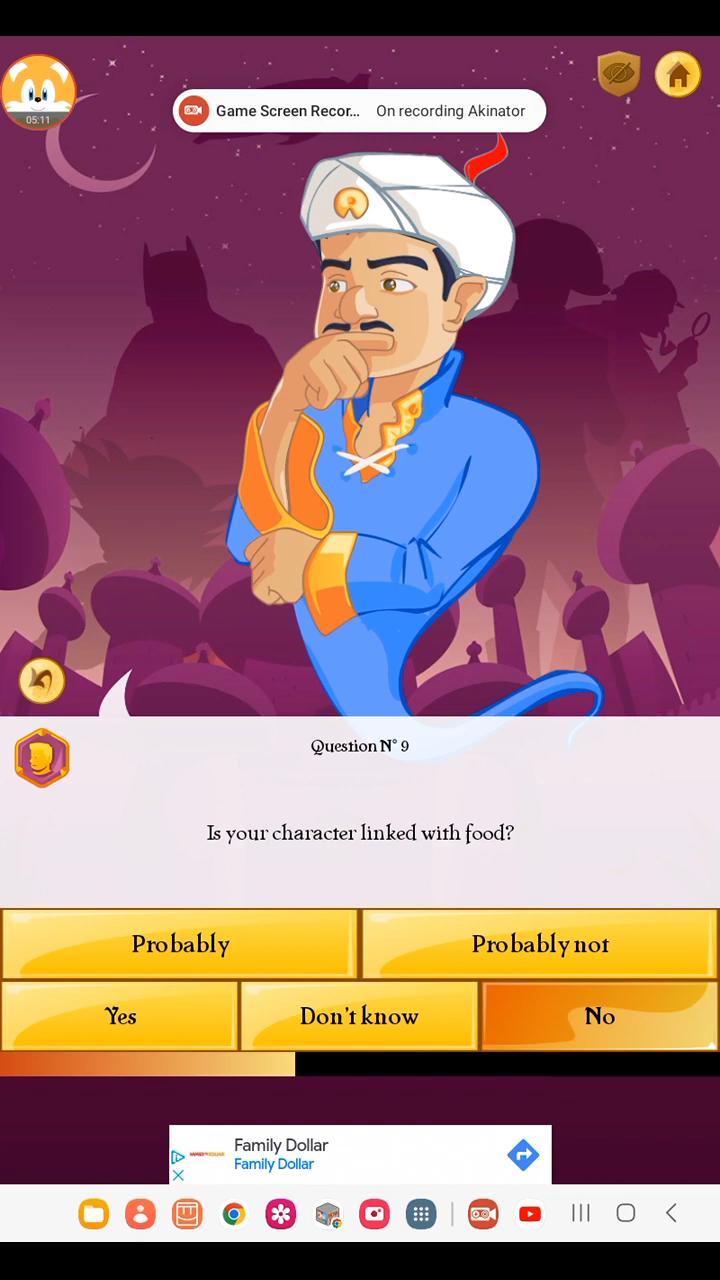 05:11
Game Screen Recor... On recording Akinator
Question N° 9
Is your character linked with food?
Probably
Probably not
Yes
Don't know
No
Family Dollar
Family Dollar